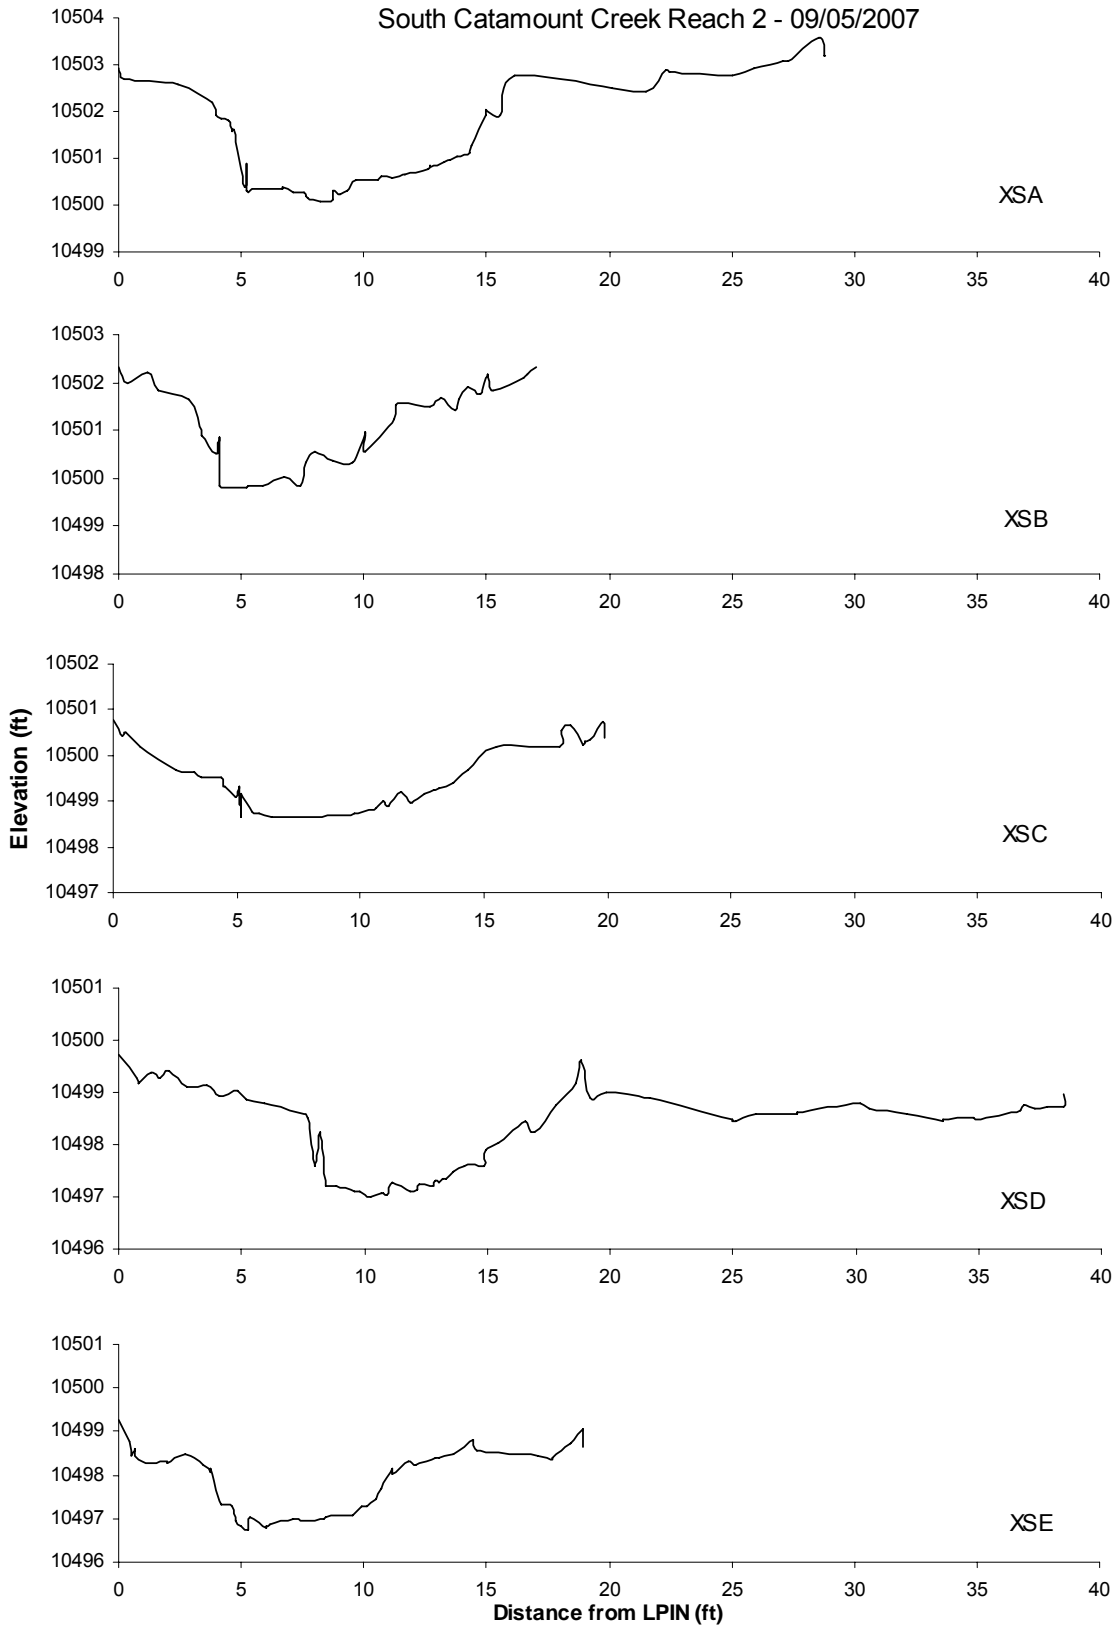 South Catamount Creek Reach 2 - 09/05/2007
10504
10503
10502
10501
10500
10499
XSA
0 5 10 15 20 25 30 35 40
10503
10502
10501
10500
10499
10498
XSB
0 5 10 15 20 25 30 35 40
Elevation (ft)
10502
10501
10500
10499
10498
10497
XSC
0 5 10 15 20 25 30 35 40
10501
10500
10499
10498
10497
10496
XSD
0 5 10 15 20 25 30 35 40
10501
10500
10499
10498
10497
10496
XSE
0 5 10 15 20 25 30 35 40
Distance from LPIN (ft)